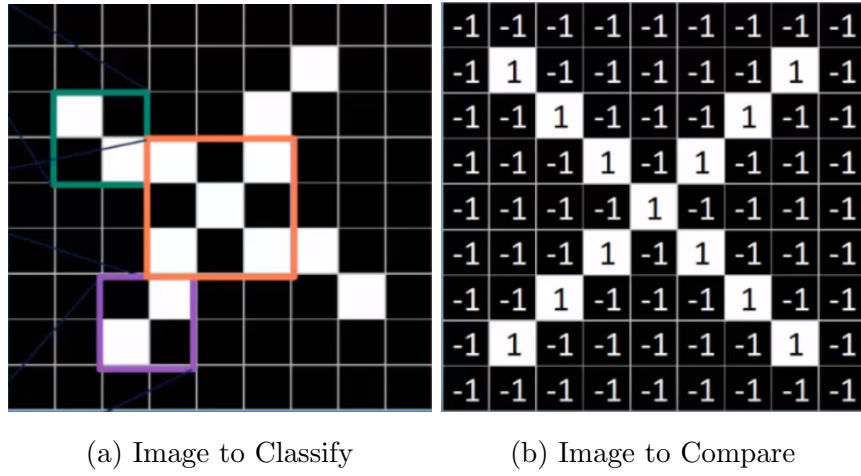 -1 -1 -1 -1 -1 -1 -1 -1 -1
-1 1 -1 -1 -1 -1 -1 1 -1
-1 -1 1 -1 -1 -1 1 -1 -1
-1 -1 -1 1 -1 1 -1 -1 -1
-1 -1 -1 -1 1 -1 -1 -1 -1
-1 -1 -1 1 -1 1 -1 -1 -1
-1 -1 1 -1 -1 -1 1 -1 -1
-1 1 -1 -1 -1 -1 -1 1 -1
-1 -1 -1 -1 -1 -1 -1 -1 -1
(a) Image to Classify
(b) Image to Compare